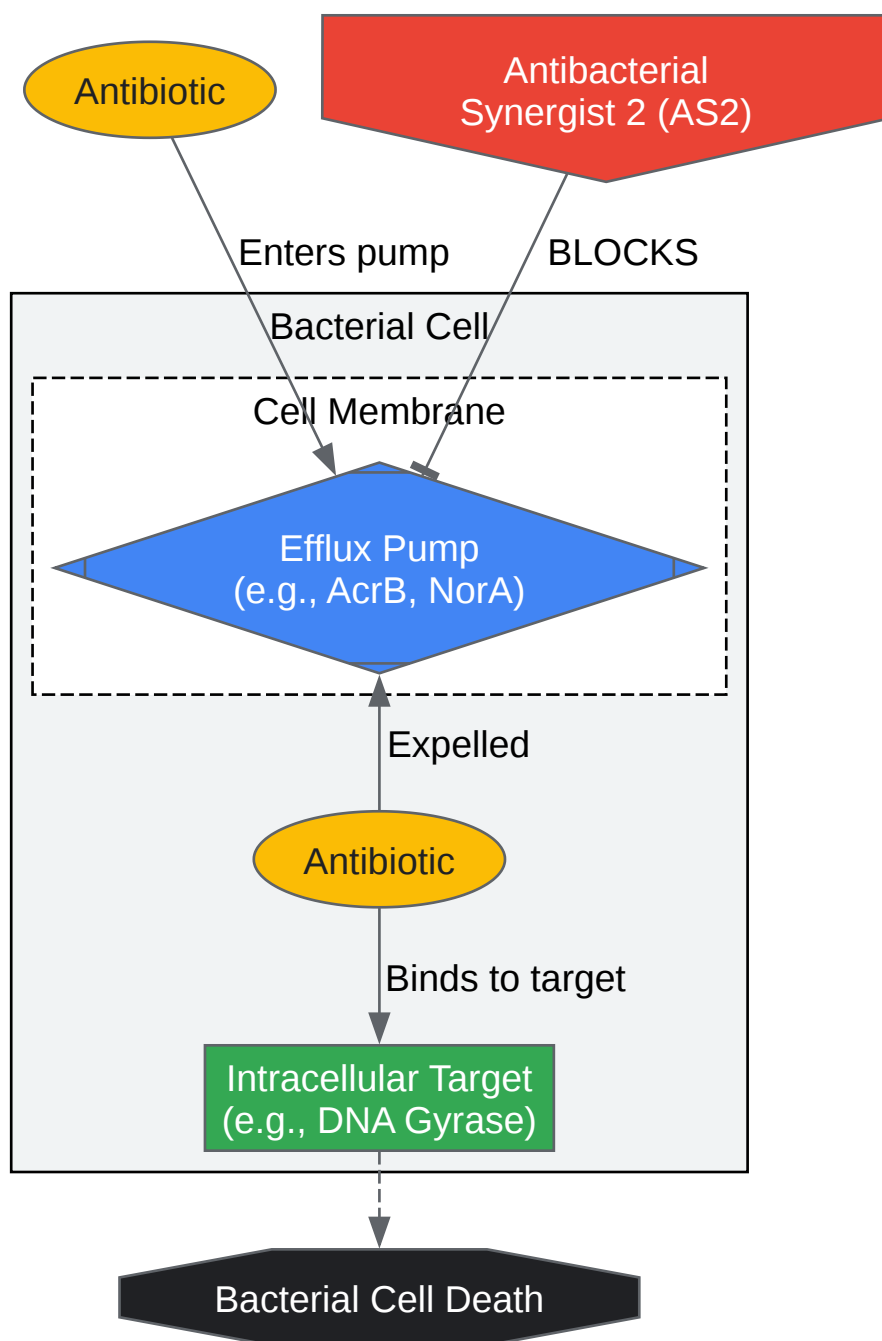 Antibiotic
Antibacterial
Synergist 2 (AS2)
Enters pump
BLOCKS
Bacterial Cell
Cell Membrane
Efflux Pump
(e.g., AcrB, NorA)
Expelled
Antibiotic
Binds to target
Intracellular Target
(e.g., DNA Gyrase)
Bacterial Cell Death